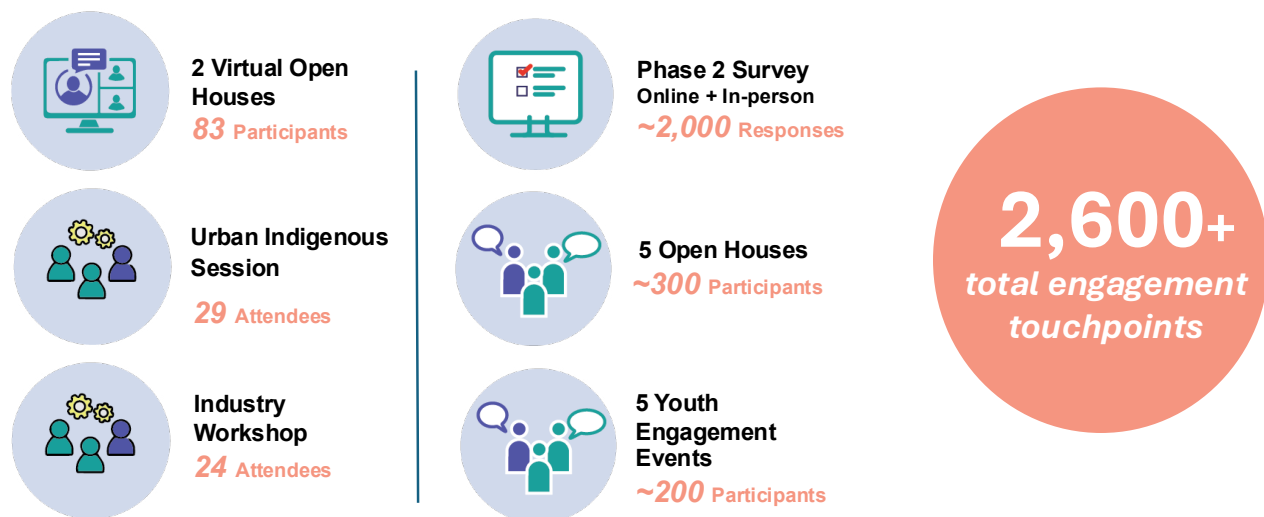 2 Virtual Open
Houses
83 Participants
Urban Indigenous
Session
29 Attendees
Industry
Workshop
24 Attendees
Phase 2 Survey
Online + In-person
~2,000 Responses
5 Open Houses
~300 Participants
5 Youth
Engagement
Events
~200 Participants
2,600+
total engagement
touchpoints